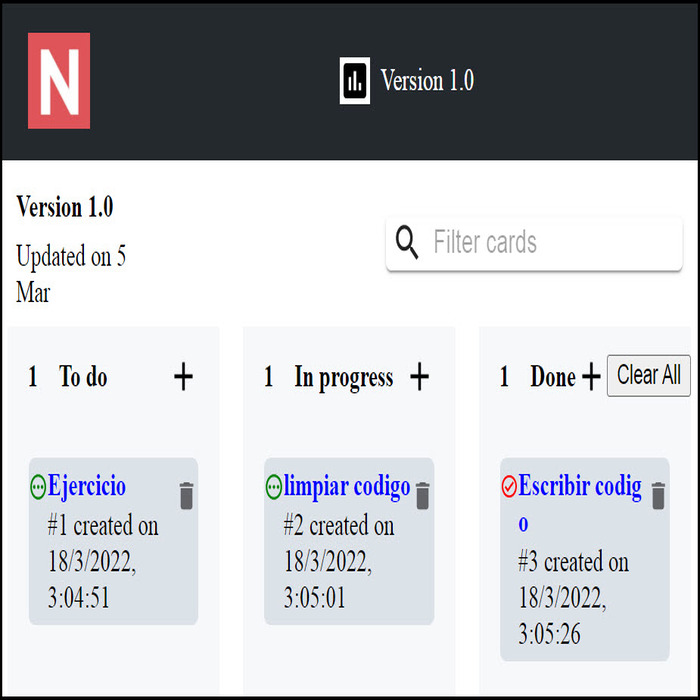 N
Version 1.0
Version 1.0
Updated on 5
Mar
Filter cards
1 To do +
1 In progress +
1 Done + Clear All
Ejercicio
#1 created on
18/3/2022,
3:04:51
limpiar codigo
#2 created on
18/3/2022,
3:05:01
Escribir codig
o
#3 created on
18/3/2022,
3:05:26